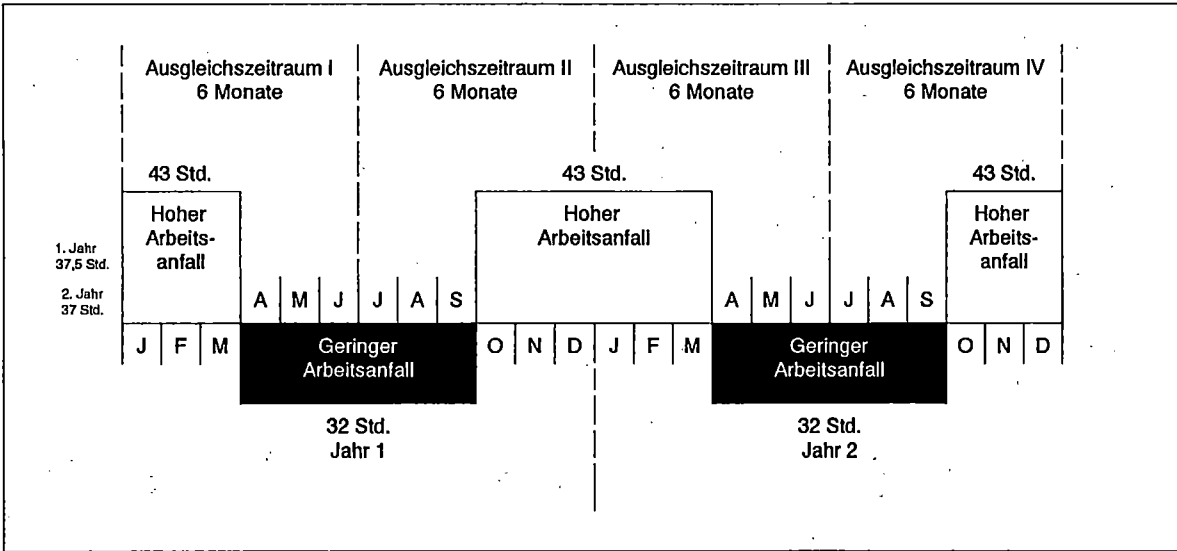 Ausgleichszeitraum I
6 Monate
Ausgleichszeitraum II
6 Monate
Ausgleichszeitraum III
6 Monate
Ausgleichszeitraum IV
6 Monate
43 Std.
43 Std.
43 Std.
Hoher
Arbeits-
anfall
Hoher
Arbeitsanfall
Hoher
Arbeits-
anfall
1. Jahr
37,5 Std.
2. Jahr
37 Std.
A M J J A S
A M J J A S
J F M
Geringer
Arbeitsanfall
O N D J F M
Geringer
Arbeitsanfall
O N D
32 Std.
Jahr 1
32 Std.
Jahr 2